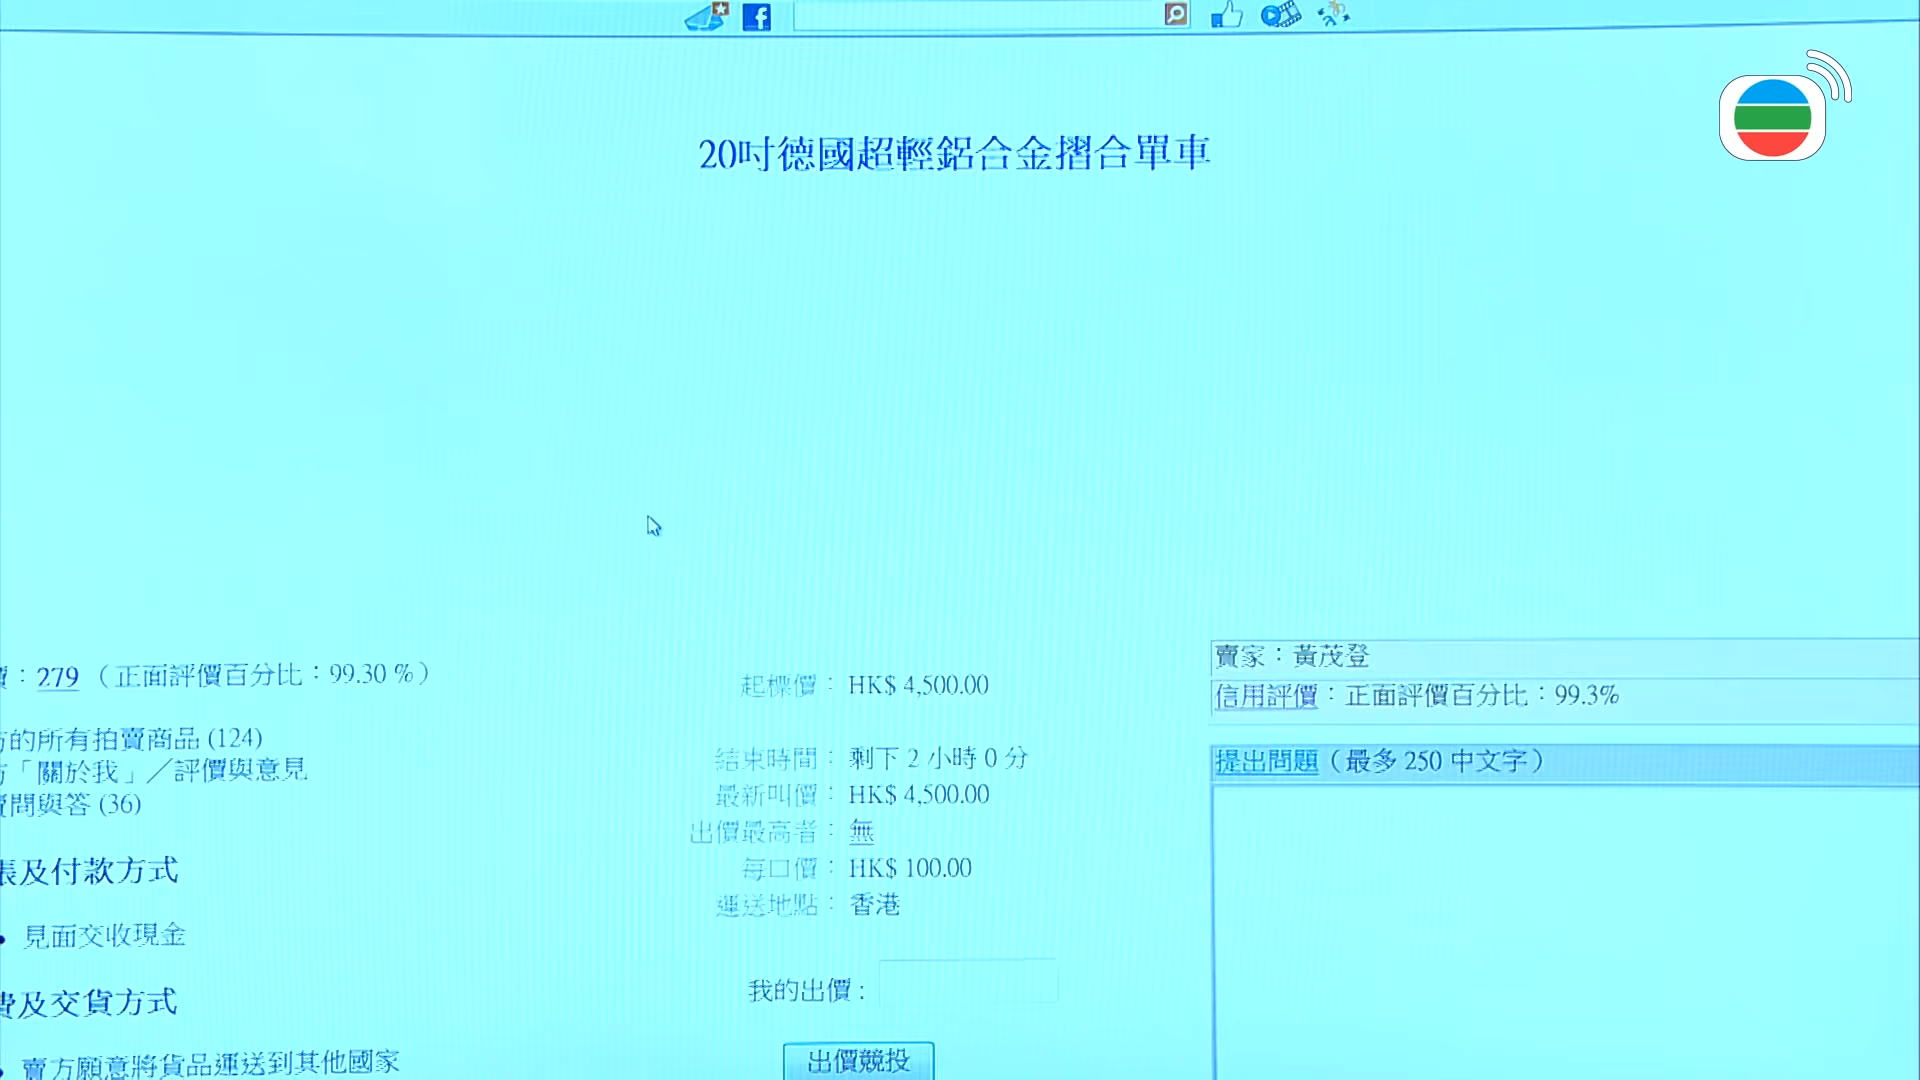 20吋德國超輕鋁合金摺合單車
：279（正面評價百分比：99.30 %）
的所有拍賣商品 (124)
「關於我」／評價與意見
問與答 (36)
及付款方式
• 見面交收現金
及交貨方式
• 賣方願意將貨品運送到其他國家
起標價： HK$ 4,500.00
結束時間： 剩下 2 小時 0 分
最新叫價： HK$ 4,500.00
出價最高者： 無
每口價： HK$ 100.00
運送地點： 香港
我的出價 :
出價競投
賣家：黃茂登
信用評價：正面評價百分比：99.3%
提出問題（最多 250 中文字）